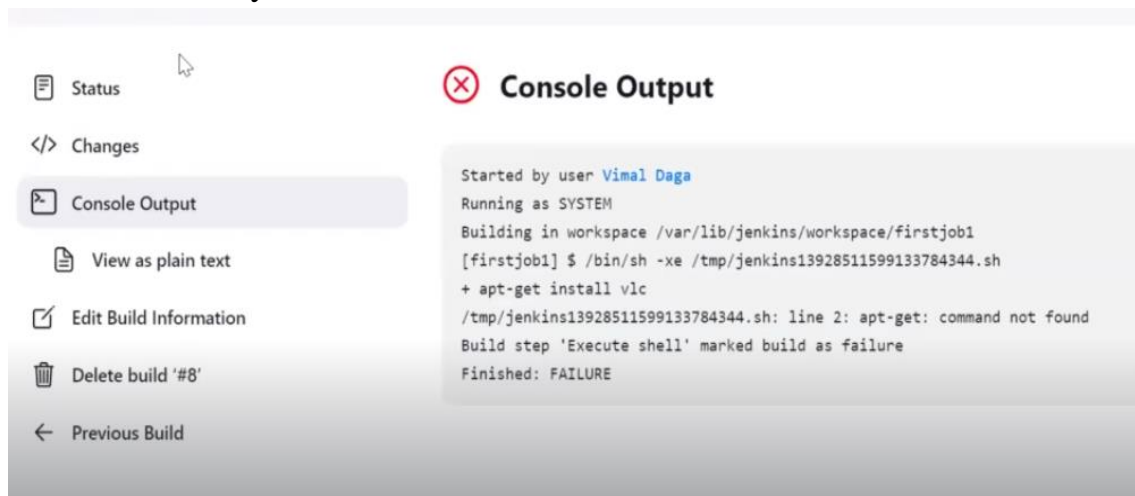 Status
Changes
Console Output
View as plain text
Edit Build Information
Delete build '#8'
Previous Build
Console Output
Started by user Vimal Daga
Running as SYSTEM
Building in workspace /var/lib/jenkins/workspace/firstjob1
[firstjob1] $ /bin/sh -xe /tmp/jenkins13928511599133784344.sh
+ apt-get install vlc
/tmp/jenkins13928511599133784344.sh: line 2: apt-get: command not found
Build step 'Execute shell' marked build as failure
Finished: FAILURE